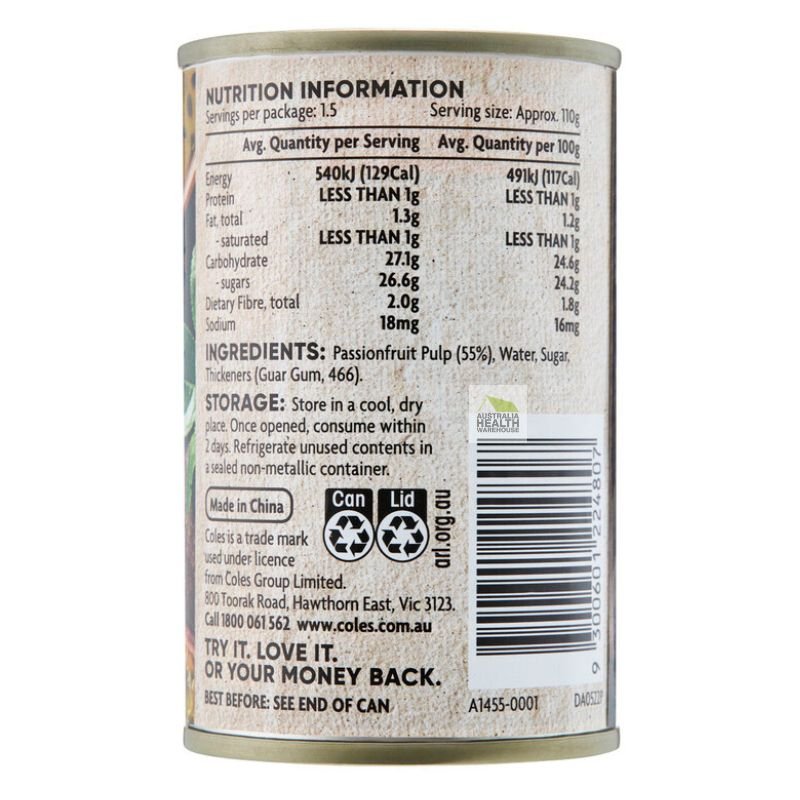 NUTRITION INFORMATION
Servings per package: 1.5 Serving size: Approx. 110g
Avg. Quantity per Serving Avg. Quantity per 100g
Energy 540kJ (129Cal) 491kJ (117Cal)
Protein LESS THAN 1g LESS THAN 1g
Fat, total 1.3g 1.2g
- saturated LESS THAN 1g LESS THAN 1g
Carbohydrate 27.1g 24.6g
- sugars 26.6g 24.2g
Dietary Fibre, total 2.0g 1.8g
Sodium 18mg 16mg
INGREDIENTS: Passionfruit Pulp (55%), Water, Sugar,
Thickeners (Guar Gum, 466).
STORAGE: Store in a cool, dry
place. Once opened, consume within
2 days. Refrigerate unused contents in
a sealed non-metallic container.
AUSTRALIA
HEALTH
WAREHOUSE
Made in China
Can Lid
arl.org.au
Coles is a trade mark
used under licence
from Coles Group Limited.
800 Toorak Road, Hawthorn East, Vic 3123.
Call 1800 061 562 www.coles.com.au
TRY IT. LOVE IT.
OR YOUR MONEY BACK.
BEST BEFORE: SEE END OF CAN
9 300601 224807
A1455-0001 DA0522P